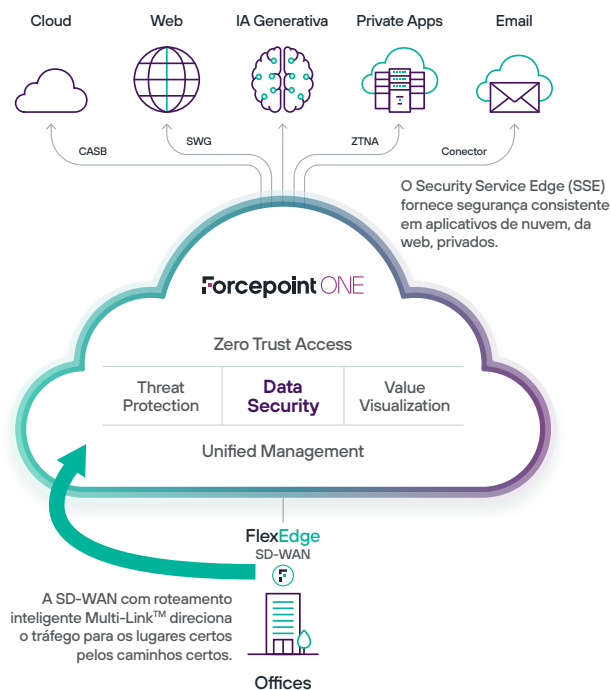 Cloud
Web
IA Generativa
Private Apps
Email
CASB
SWG
ZTNA
Conector
O Security Service Edge (SSE)
fornece segurança consistente
em aplicativos de nuvem, da
web, privados.
Forcepoint ONE
Zero Trust Access
Threat
Protection
Data
Security
Value
Visualization
Unified Management
FlexEdge
SD-WAN
F
A SD-WAN com roteamento
inteligente Multi-Link™ direciona
o tráfego para os lugares certos
pelos caminhos certos.
Offices